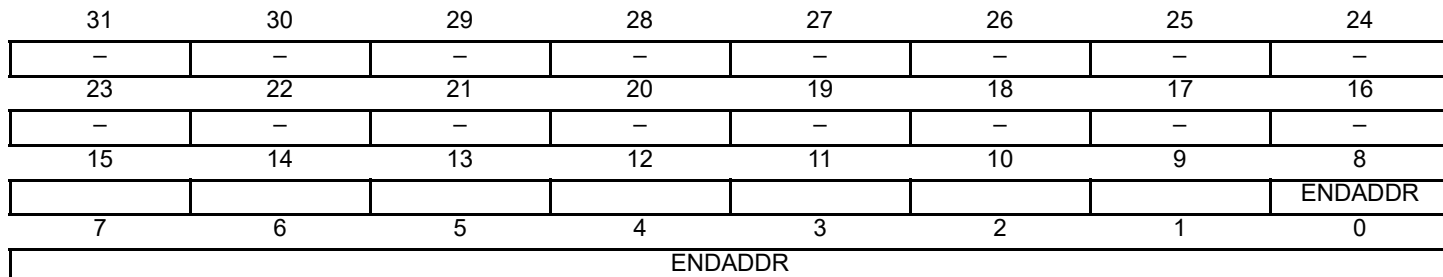 31 30 29 28 27 26 25 24
– – – – – – – –
23 22 21 20 19 18 17 16
– – – – – – – –
15 14 13 12 11 10 9 8
ENDADDR
7 6 5 4 3 2 1 0
ENDADDR